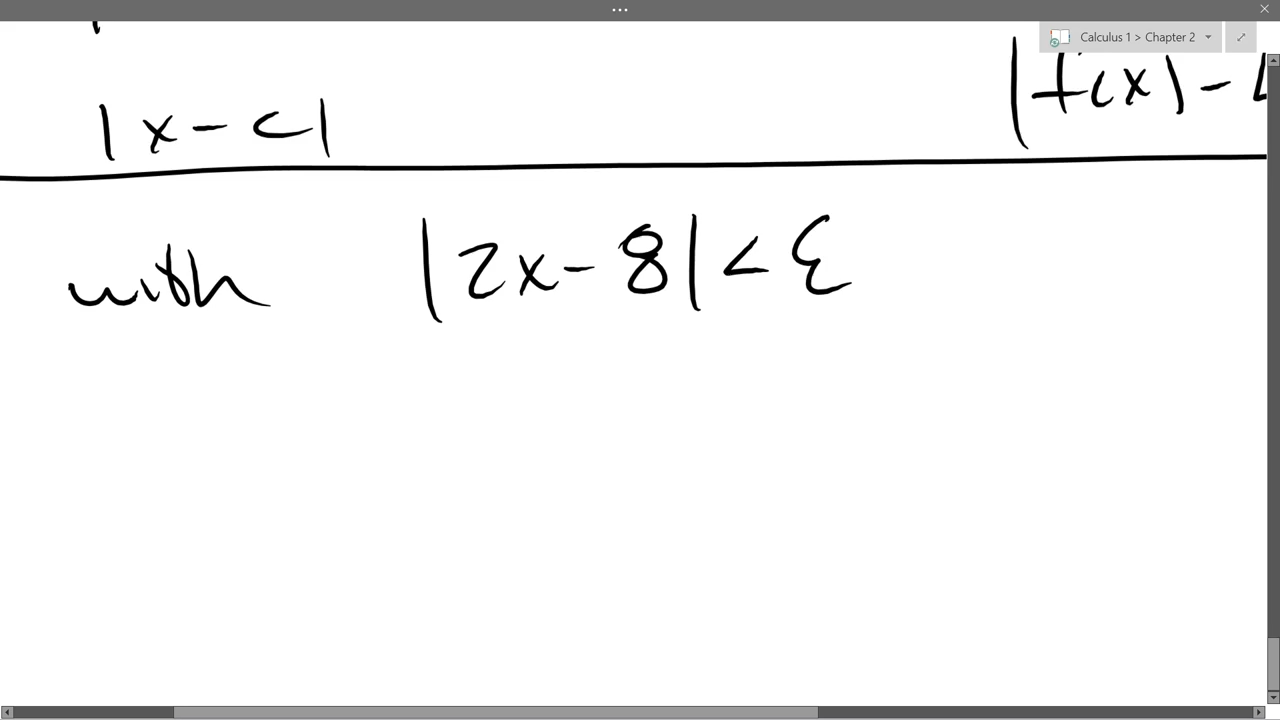 Calculus 1 > Chapter 2
|f(x) -
|x - c|
with |2x - 8| < ε